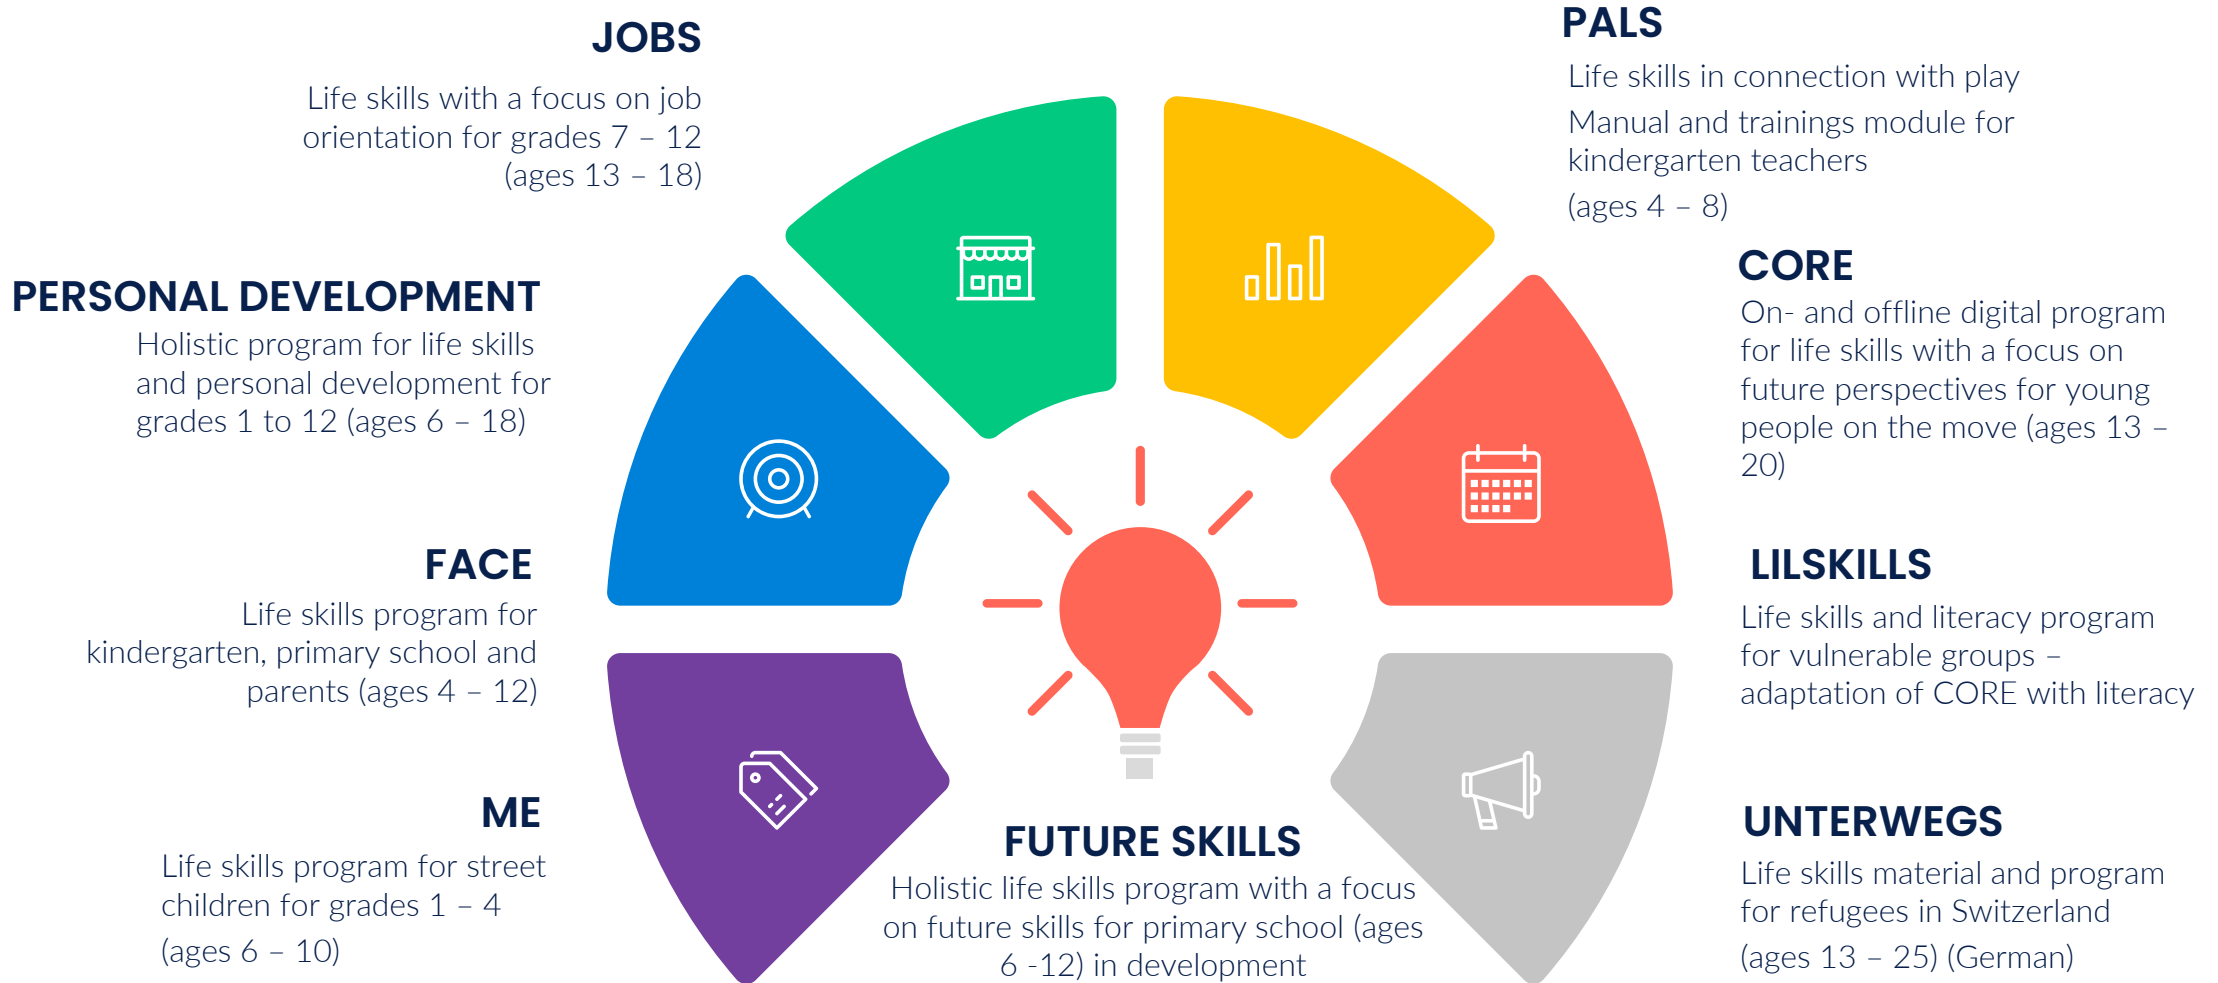 JOBS
Life skills with a focus on job
orientation for grades 7 – 12
(ages 13 – 18)
PERSONAL DEVELOPMENT
Holistic program for life skills
and personal development for
grades 1 to 12 (ages 6 – 18)
FACE
Life skills program for
kindergarten, primary school and
parents (ages 4 – 12)
ME
Life skills program for street
children for grades 1 – 4
(ages 6 – 10)
FUTURE SKILLS
Holistic life skills program with a focus
on future skills for primary school (ages
6 -12) in development
PALS
Life skills in connection with play
Manual and trainings module for
kindergarten teachers
(ages 4 – 8)
CORE
On- and offline digital program
for life skills with a focus on
future perspectives for young
people on the move (ages 13 –
20)
LILSKILLS
Life skills and literacy program
for vulnerable groups –
adaptation of CORE with literacy
UNTERWEGS
Life skills material and program
for refugees in Switzerland
(ages 13 – 25) (German)